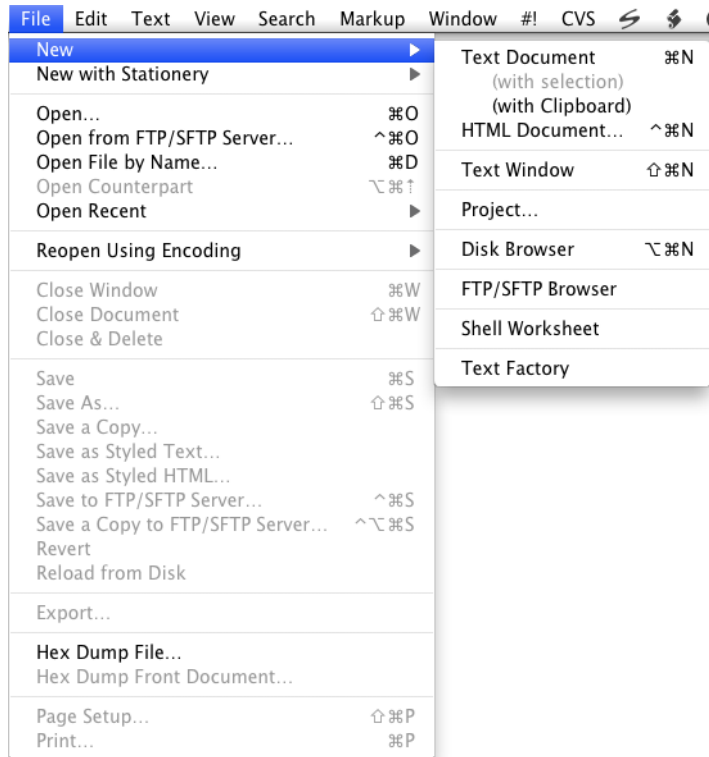 File Edit Text View Search Markup Window #! CVS
New ▶
New with Stationery ▶
Open... ⌘O
Open from FTP/SFTP Server... ^⌘O
Open File by Name... ⌘D
Open Counterpart ⌥⌘↑
Open Recent ▶
Reopen Using Encoding ▶
Close Window ⌘W
Close Document ⇧⌘W
Close & Delete
Save ⌘S
Save As... ⇧⌘S
Save a Copy...
Save as Styled Text...
Save as Styled HTML...
Save to FTP/SFTP Server... ^⌘S
Save a Copy to FTP/SFTP Server... ^⌥⌘S
Revert
Reload from Disk
Export...
Hex Dump File...
Hex Dump Front Document...
Page Setup... ⇧⌘P
Print... ⌘P
Text Document ⌘N
(with selection)
(with Clipboard)
HTML Document... ^⌘N
Text Window ⇧⌘N
Project...
Disk Browser ⌥⌘N
FTP/SFTP Browser
Shell Worksheet
Text Factory